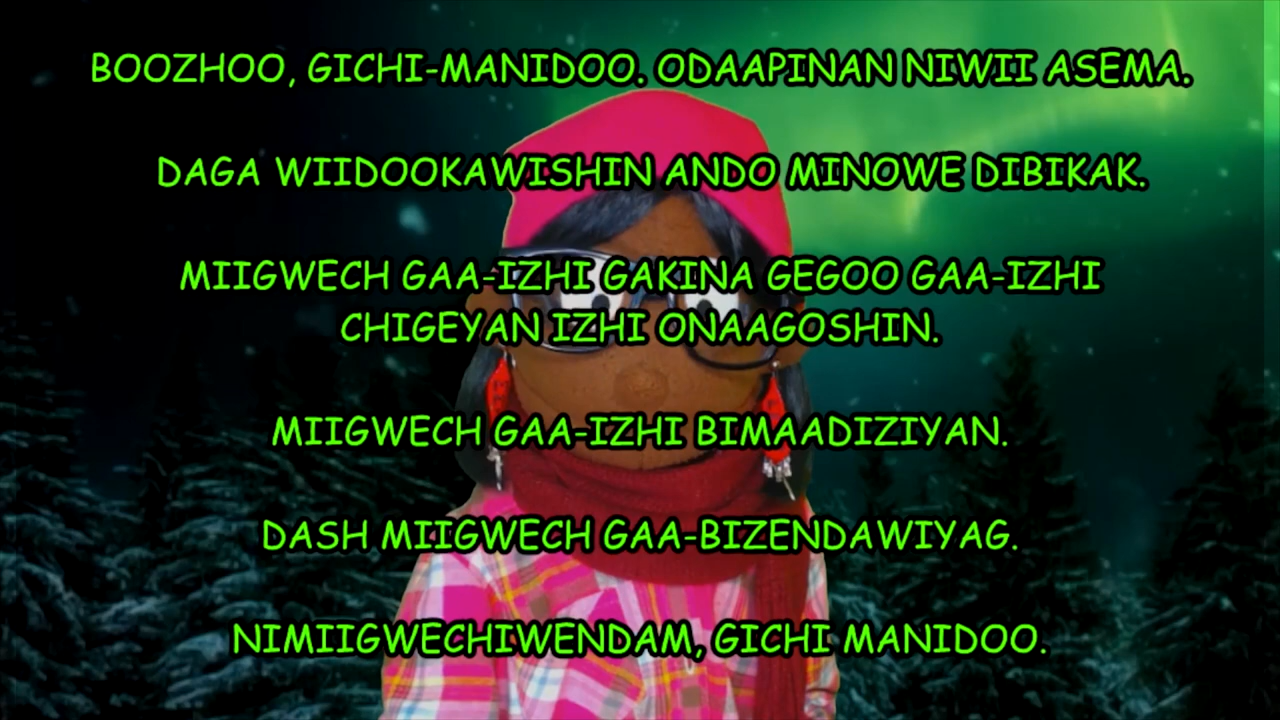 BOOZHOO, GICHI-MANIDOO. ODAAPINAN NIWII ASEMA.
DAGA WIIDOOKAWISHIN ANDO MINOWE DIBIKAK.
MIIGWECH GAA-IZHI GAKINA GEGOO GAA-IZHI
CHIGEYAN IZHI ONAAGOSHIN.
MIIGWECH GAA-IZHI BIMAADIZIYAN.
DASH MIIGWECH GAA-BIZENDAWIYAG.
NIMIIGWECHIWENDAM, GICHI MANIDOO.